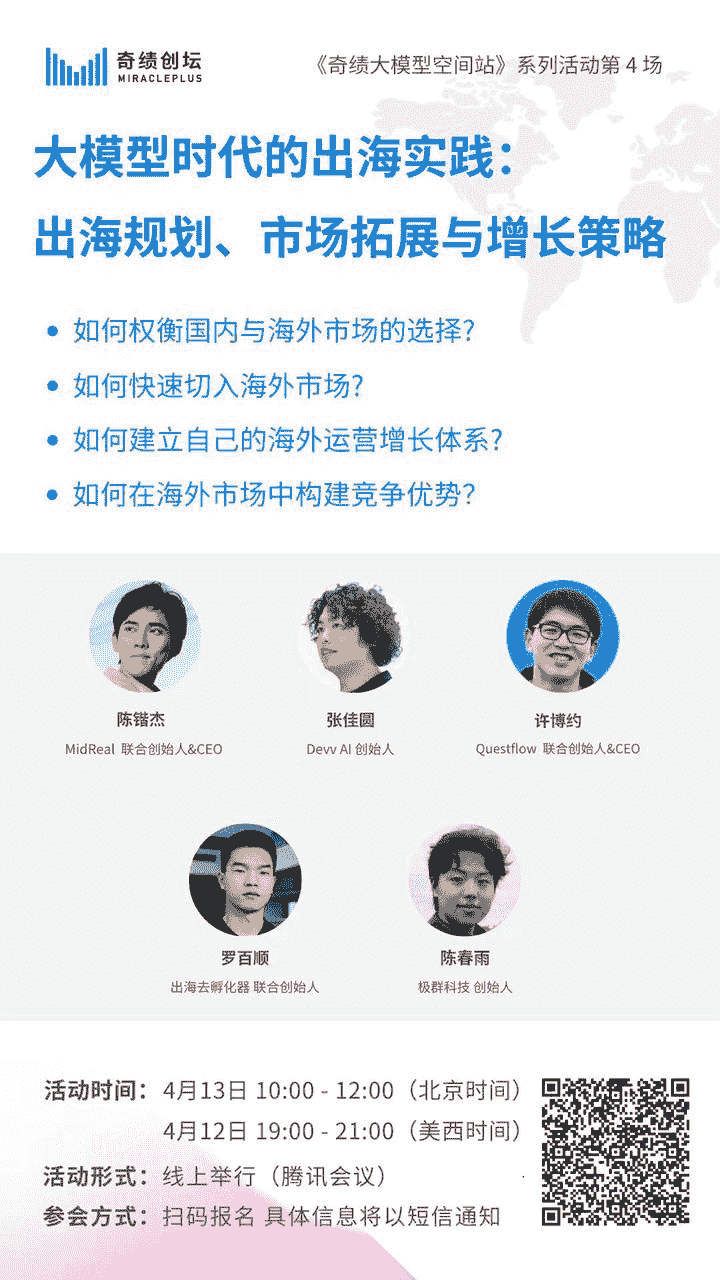 奇绩创坛
MIRACLEPLUS
《奇绩大模型空间站》系列活动第 4 场
大模型时代的出海实践：
出海规划、市场拓展与增长策略
如何权衡国内与海外市场的选择?
如何快速切入海外市场?
如何建立自己的海外运营增长体系?
如何在海外市场中构建竞争优势?
陈锴杰
MidReal 联合创始人&CEO
张佳圆
Devv AI 创始人
许博约
Questflow 联合创始人&CEO
罗百顺
出海去孵化器 联合创始人
陈春雨
极群科技 创始人
活动时间：4月13日 10:00 - 12:00（北京时间）
4月12日 19:00 - 21:00（美西时间）
活动形式：线上举行（腾讯会议）
参会方式：扫码报名 具体信息将以短信通知